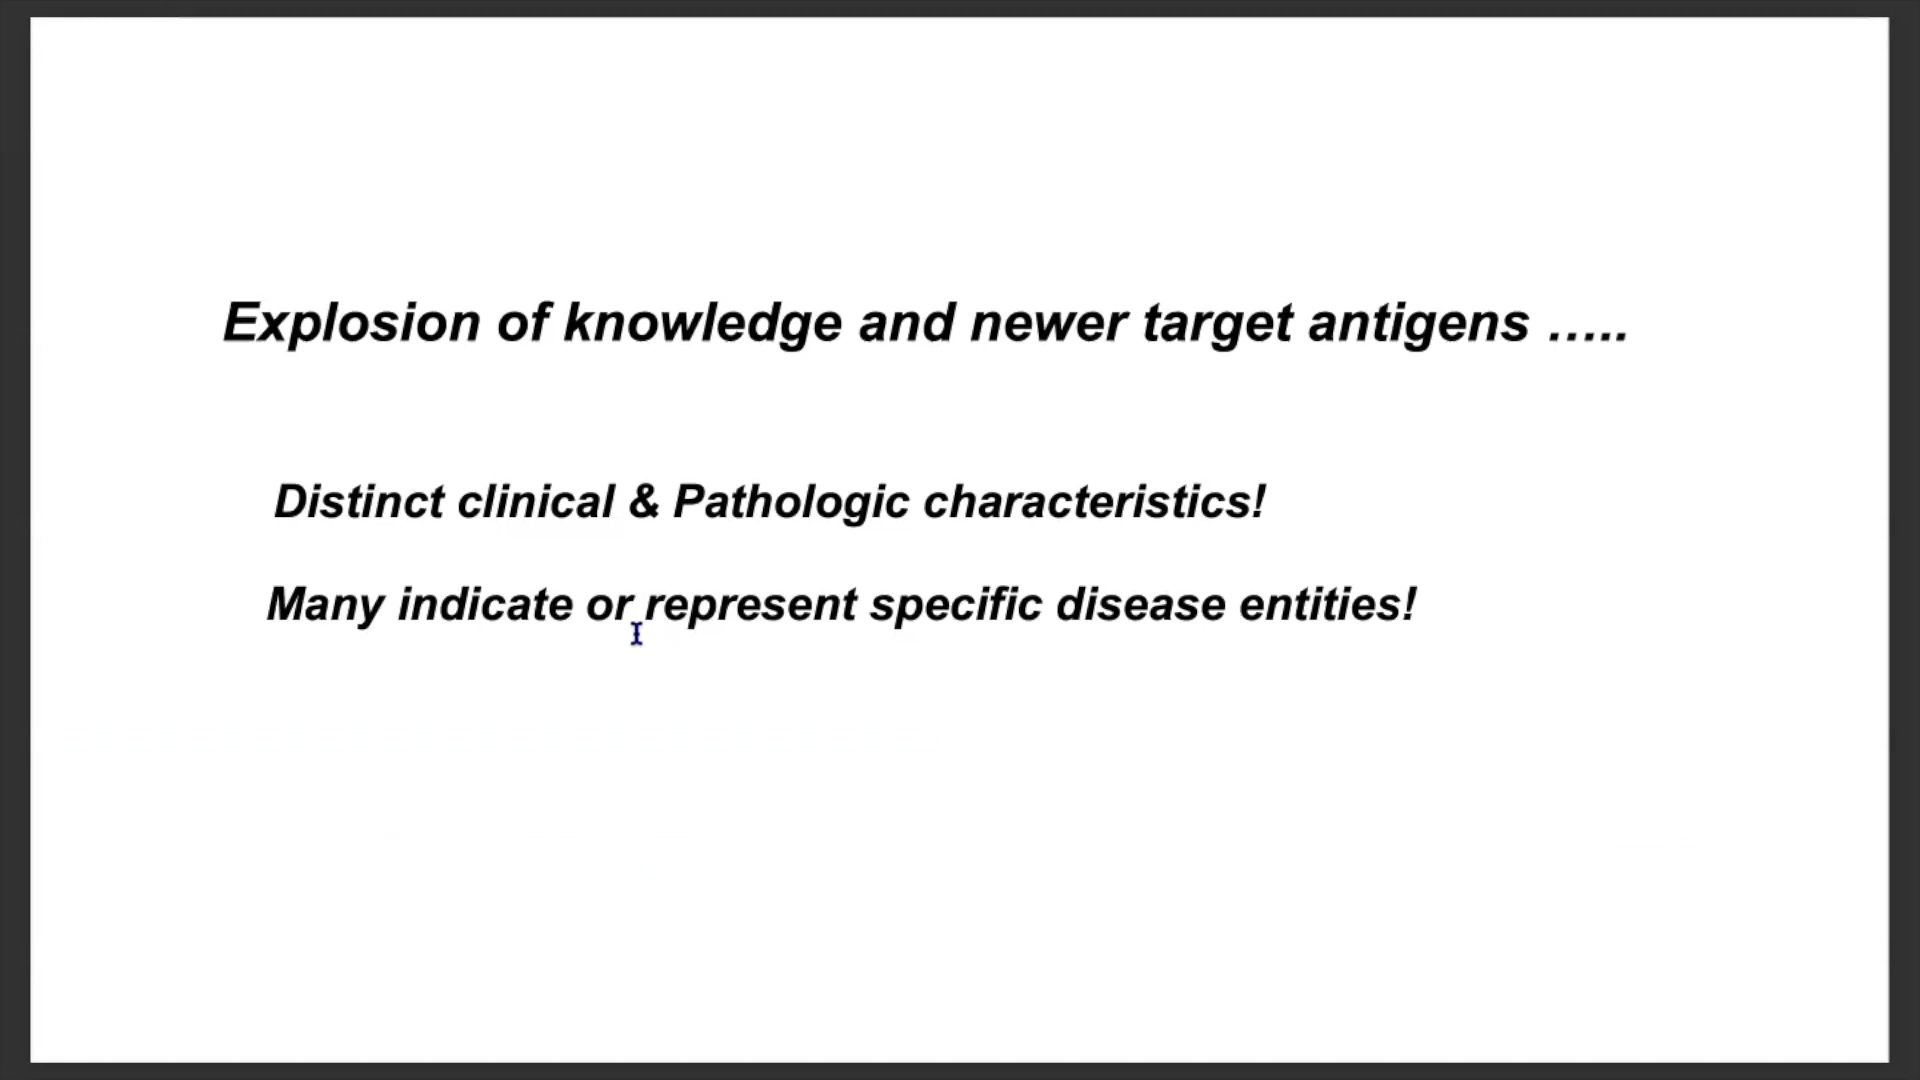 Explosion of knowledge and newer target antigens …..
Distinct clinical & Pathologic characteristics!
Many indicate or represent specific disease entities!